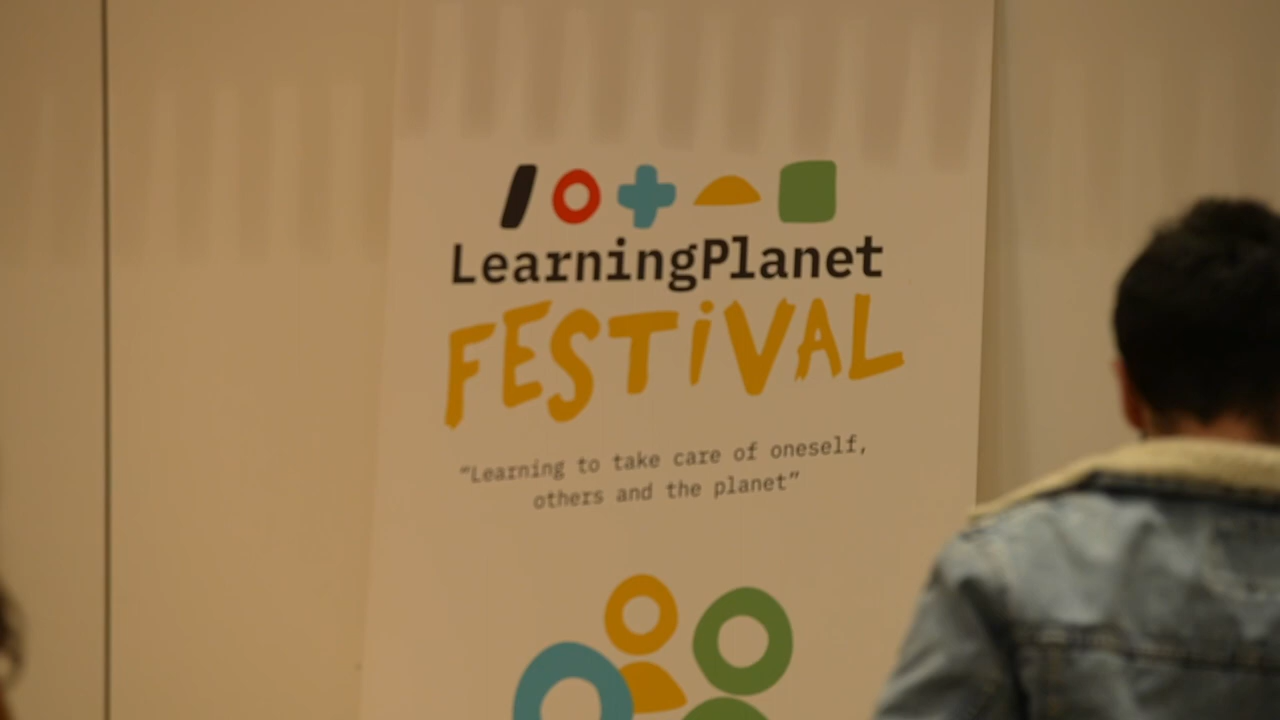 LearningPlanet
FESTiVAL
“Learning to take care of oneself,
others and the planet”